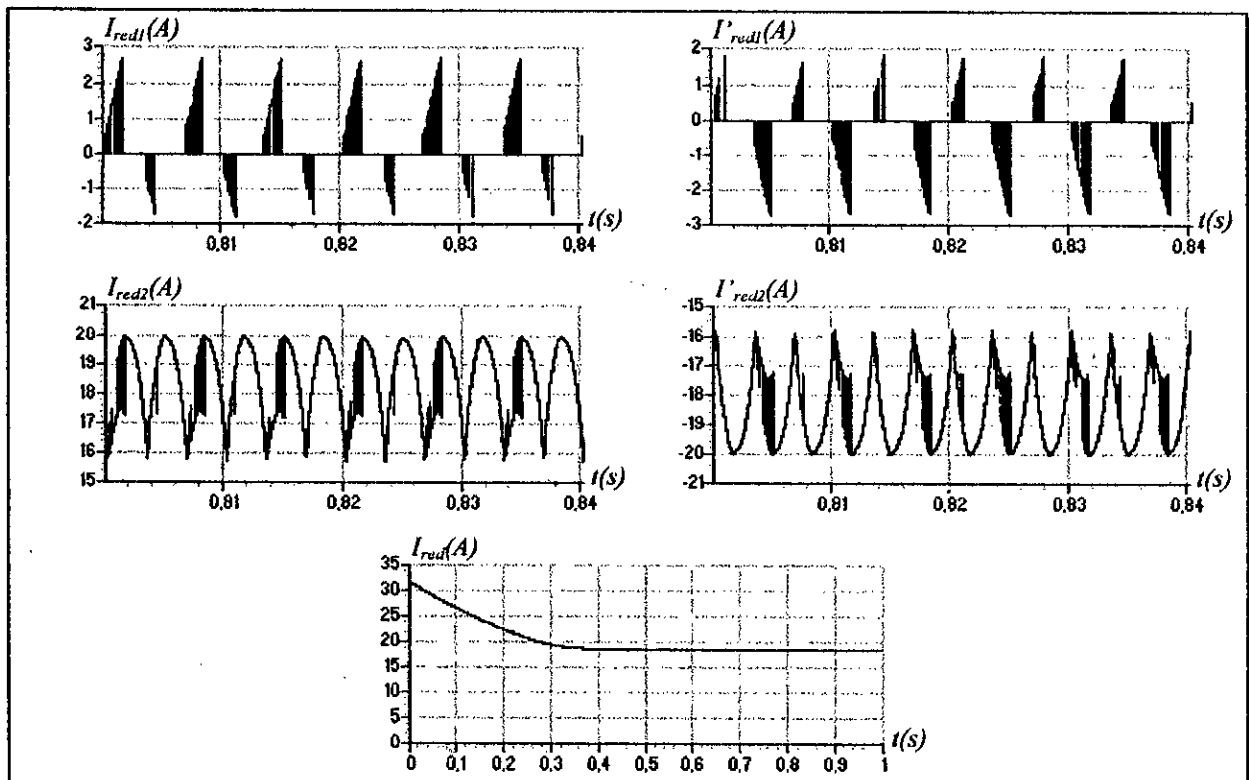 I_red1(A)
3
2
1
0
-1
-2
0,81 0,82 0,83 0,84
t(s)
I'_red1(A)
2
1
0
-1
-2
-3
0,81 0,82 0,83 0,84
t(s)
I_red2(A)
21
20
19
18
17
16
15
0,81 0,82 0,83 0,84
t(s)
I'_red2(A)
-15
-16
-17
-18
-19
-20
-21
0,81 0,82 0,83 0,84
t(s)
I_red(A)
35
30
25
20
15
10
5
0
0 0,1 0,2 0,3 0,4 0,5 0,6 0,7 0,8 0,9 1
t(s)